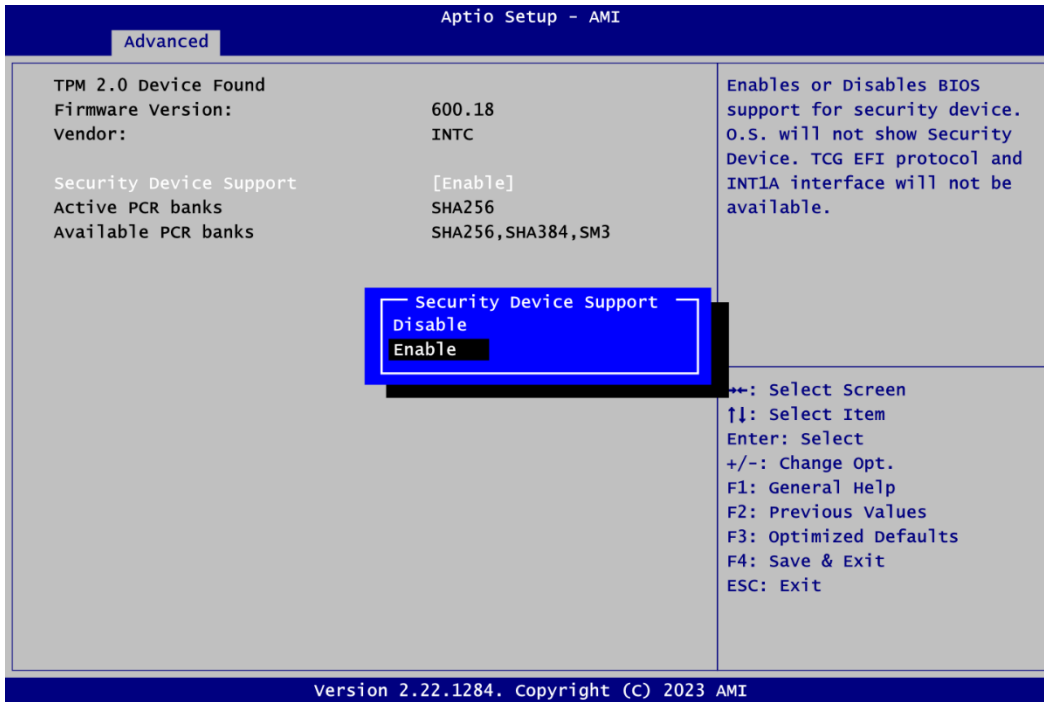 Aptio Setup - AMI
Advanced
TPM 2.0 Device Found
Firmware Version: 600.18
Vendor: INTC
Security Device Support [Enable]
Active PCR banks SHA256
Available PCR banks SHA256,SHA384,SM3
Security Device Support
Disable
Enable
Enables or Disables BIOS
support for security device.
O.S. will not show Security
Device. TCG EFI protocol and
INT1A interface will not be
available.
→←: Select Screen
↑↓: Select Item
Enter: Select
+/-: Change Opt.
F1: General Help
F2: Previous Values
F3: Optimized Defaults
F4: Save & Exit
ESC: Exit
Version 2.22.1284. Copyright (C) 2023 AMI